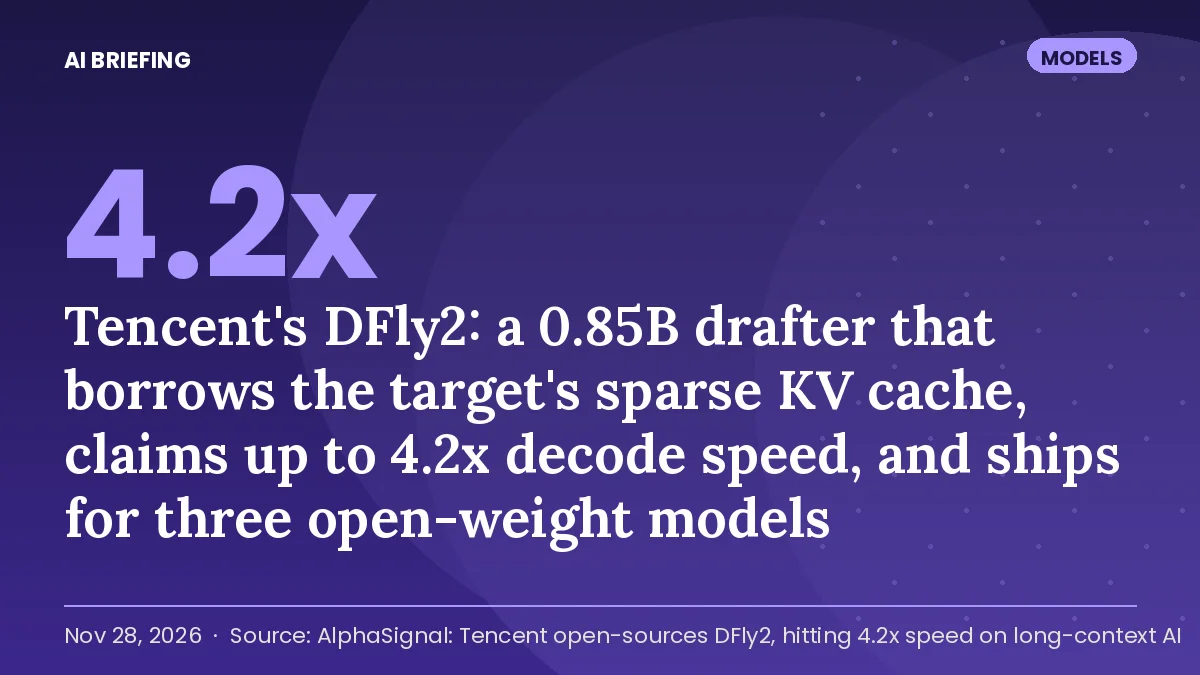 AI BRIEFING
MODELS
4.2x
Tencent's DFly2: a 0.85B drafter that
borrows the target's sparse KV cache,
claims up to 4.2x decode speed, and ships
for three open-weight models
Nov 28, 2026 · Source: AlphaSignal: Tencent open-sources DFly2, hitting 4.2x speed on long-context AI